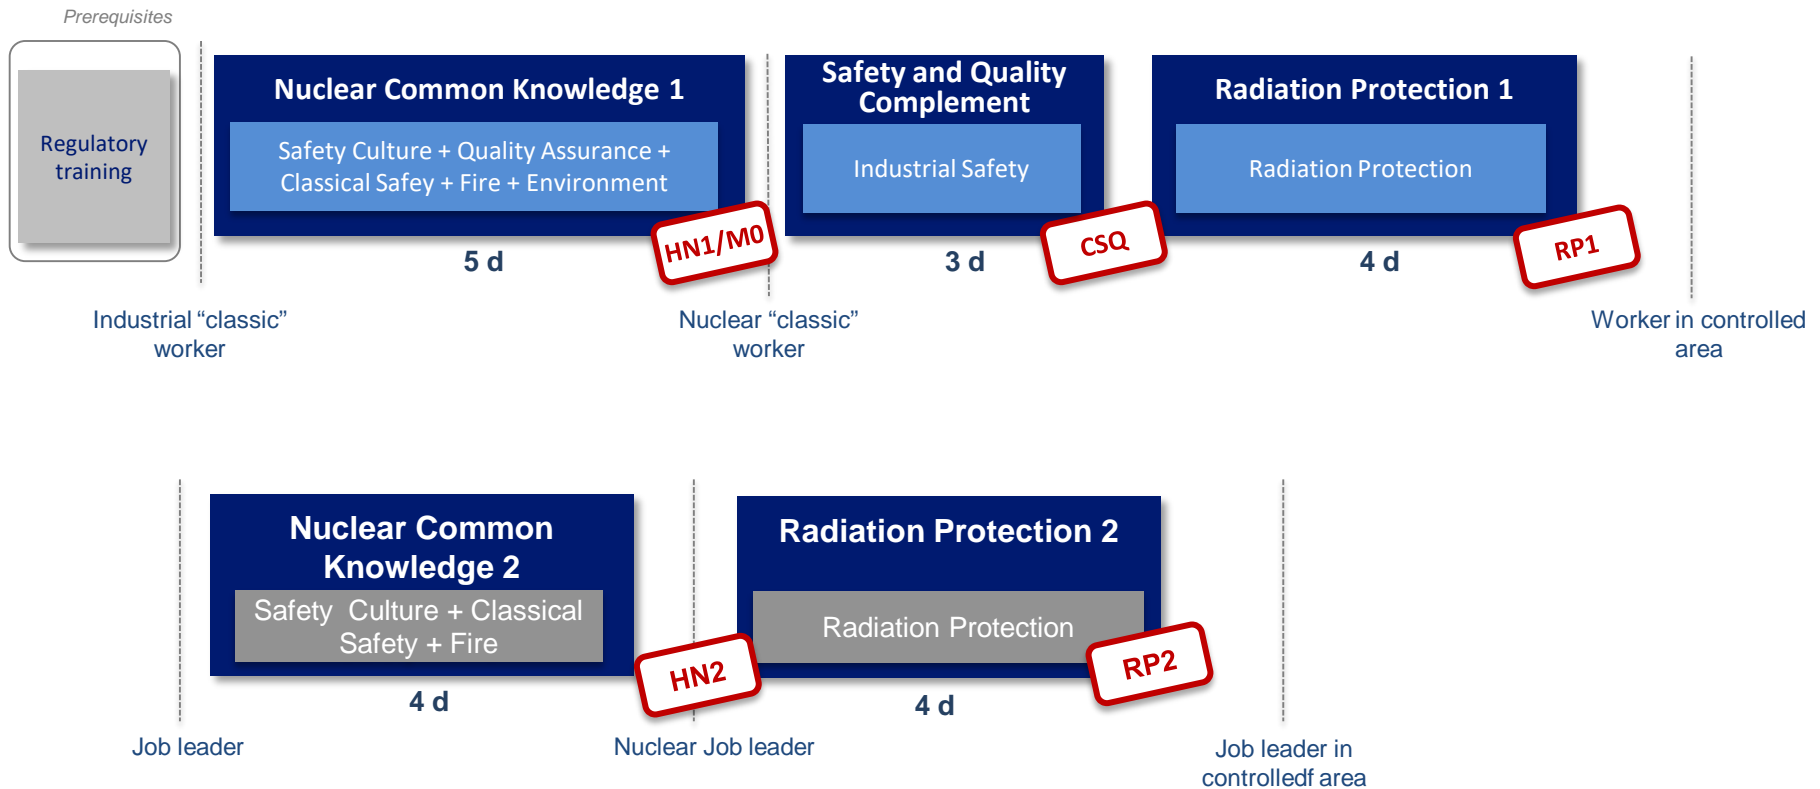 Prerequisites
Regulatory
training
Nuclear Common Knowledge 1
Safety Culture + Quality Assurance +
Classical Safey + Fire + Environment
HN1/M0
5 d
Safety and Quality
Complement
Industrial Safety
CSQ
3 d
Radiation Protection 1
Radiation Protection
RP1
4 d
Industrial “classic”
worker
Nuclear “classic”
worker
Worker in controlled
area
Nuclear Common
Knowledge 2
Safety Culture + Classical
Safety + Fire
HN2
4 d
Radiation Protection 2
Radiation Protection
RP2
4 d
Job leader
Nuclear Job leader
Job leader in
controlledf area